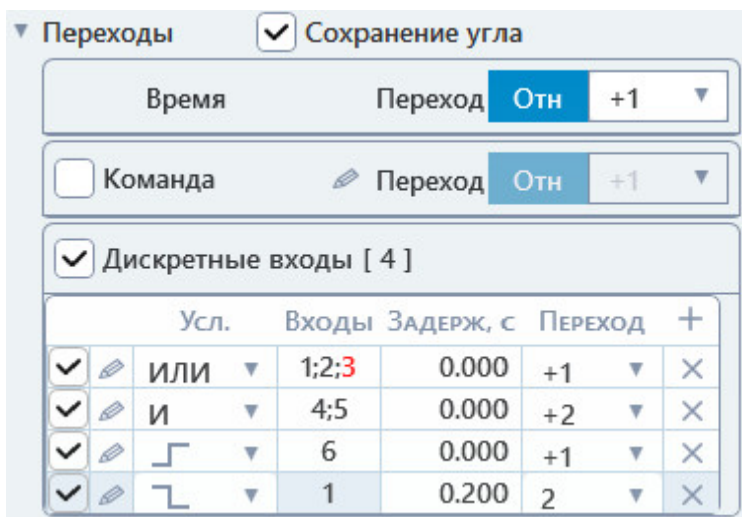 Переходы Сохранение угла
Время Переход Отн +1
Команда Переход Отн +1
Дискретные входы [ 4 ]
Усл. Входы Задерж, с Переход +
ИЛИ 1;2;3 0.000 +1
И 4;5 0.000 +2
6 0.000 +1
1 0.200 2